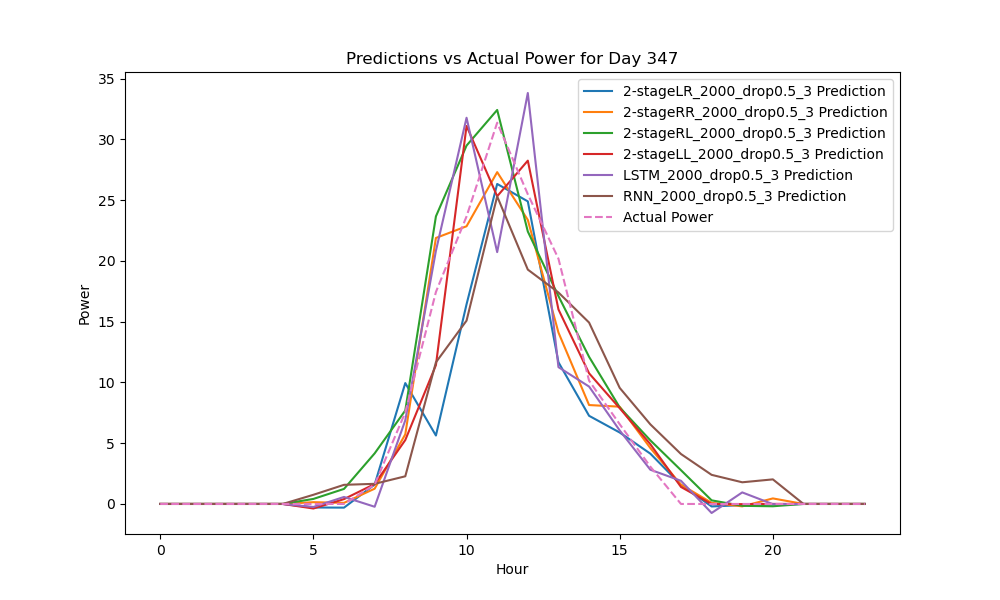 Predictions vs Actual Power for Day 347
35
30
25
20
15
10
5
0
Power
2-stageLR_2000_drop0.5_3 Prediction
2-stageRR_2000_drop0.5_3 Prediction
2-stageRL_2000_drop0.5_3 Prediction
2-stageLL_2000_drop0.5_3 Prediction
LSTM_2000_drop0.5_3 Prediction
RNN_2000_drop0.5_3 Prediction
Actual Power
0 5 10 15 20
Hour